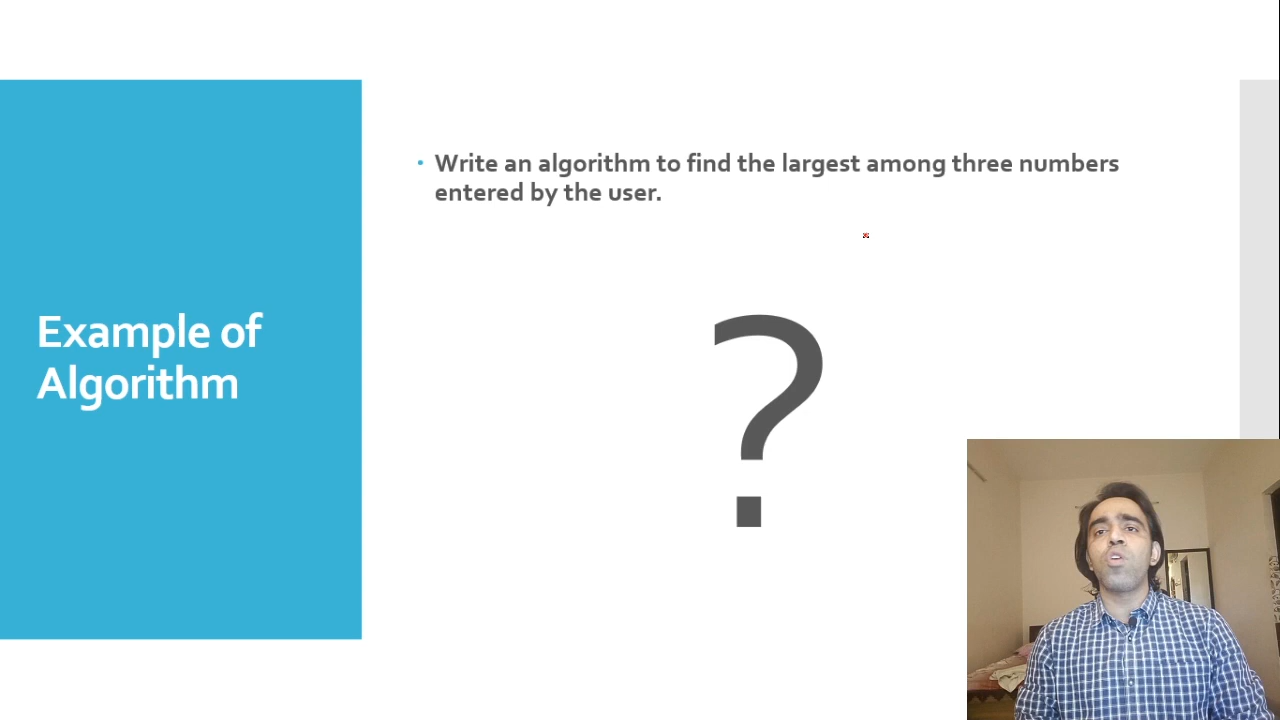 Example of
Algorithm
• Write an algorithm to find the largest among three numbers
entered by the user.
?